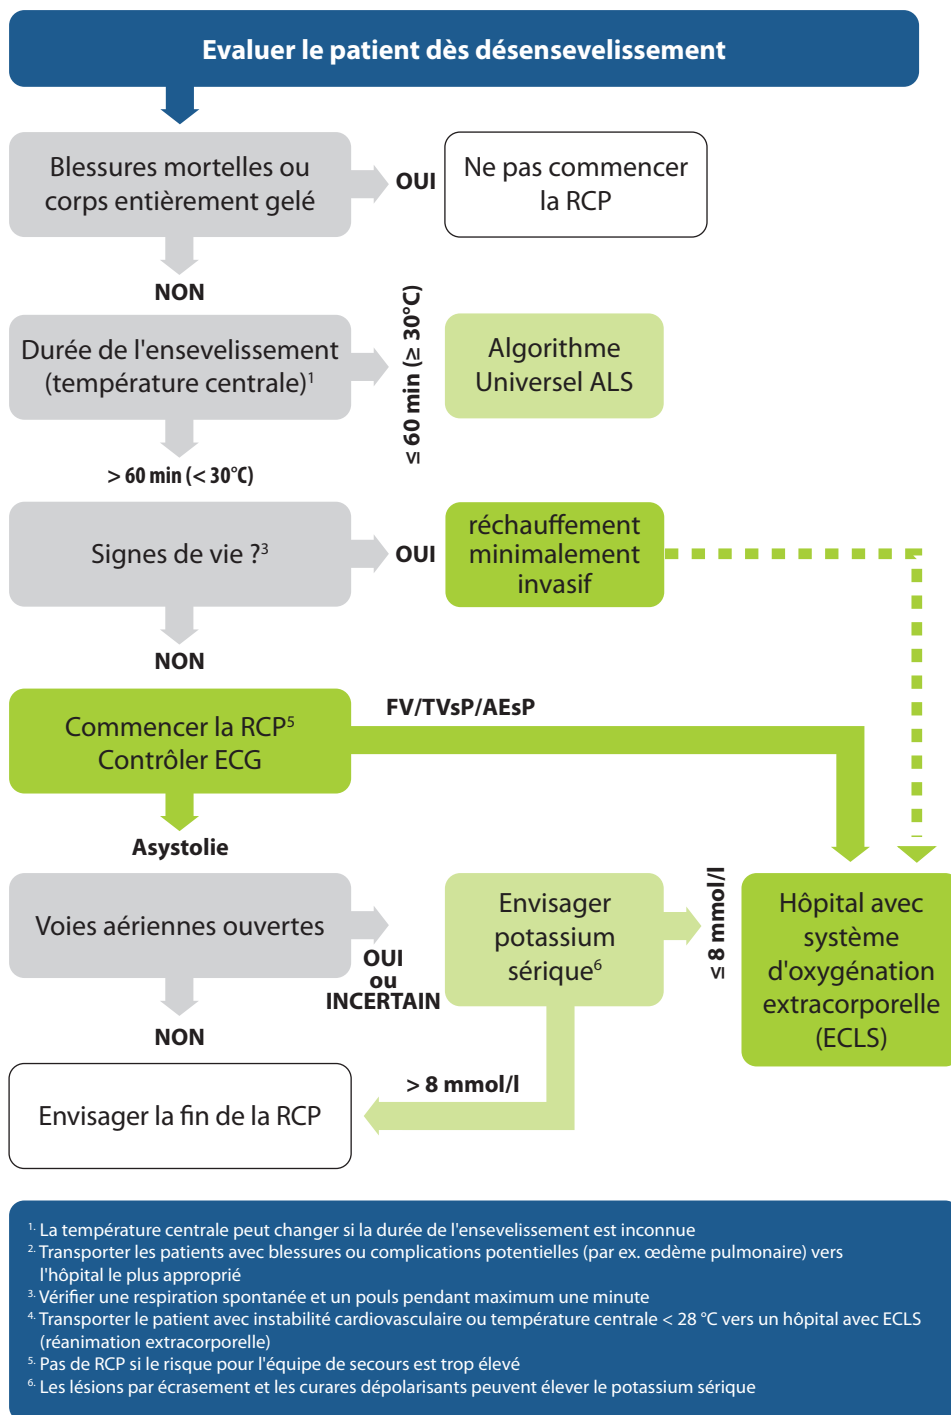 Evaluer le patient dès désensevelissement
Blessures mortelles ou
corps entièrement gelé
OUI
Ne pas commencer
la RCP
NON
Durée de l'ensevelissement
(température centrale)1
≤ 60 min (≥ 30°C)
Algorithme
Universel ALS
> 60 min (< 30°C)
Signes de vie ?3
OUI
réchauffement
minimalement
invasif
NON
Commencer la RCP5
Contrôler ECG
FV/TVsP/AEsP
Asystolie
Voies aériennes ouvertes
OUI
ou
INCERTAIN
Envisager
potassium
sérique6
≤ 8 mmol/l
Hôpital avec
système
d'oxygénation
extracorporelle
(ECLS)
NON
> 8 mmol/l
Envisager la fin de la RCP
1. La température centrale peut changer si la durée de l'ensevelissement est inconnue
2. Transporter les patients avec blessures ou complications potentielles (par ex. œdème pulmonaire) vers
l'hôpital le plus approprié
3. Vérifier une respiration spontanée et un pouls pendant maximum une minute
4. Transporter le patient avec instabilité cardiovasculaire ou température centrale < 28 °C vers un hôpital avec ECLS
(réanimation extracorporelle)
5. Pas de RCP si le risque pour l'équipe de secours est trop élevé
6. Les lésions par écrasement et les curares dépolarisants peuvent élever le potassium sérique